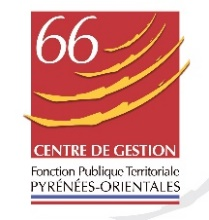 66
CENTRE DE GESTION
Fonction Publique Territoriale
PYRÉNÉES-ORIENTALES